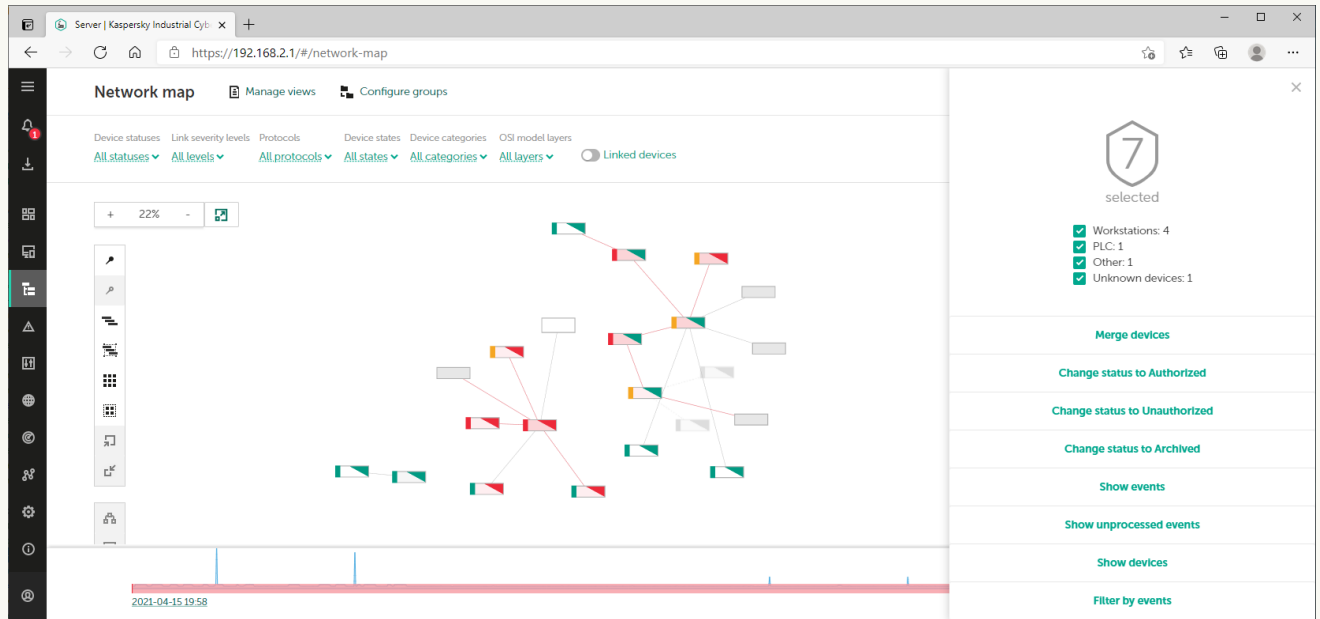 Server | Kaspersky Industrial Cyb
https://192.168.2.1/#/network-map
Network map
Manage views
Configure groups
1
Device statuses
Link severity levels
Protocols
Device states
Device categories
OSI model layers
All statuses
All levels
All protocols
All states
All categories
All layers
Linked devices
+ 22% -
2021-04-15 19:58
7
selected
Workstations: 4
PLC: 1
Other: 1
Unknown devices: 1
Merge devices
Change status to Authorized
Change status to Unauthorized
Change status to Archived
Show events
Show unprocessed events
Show devices
Filter by events